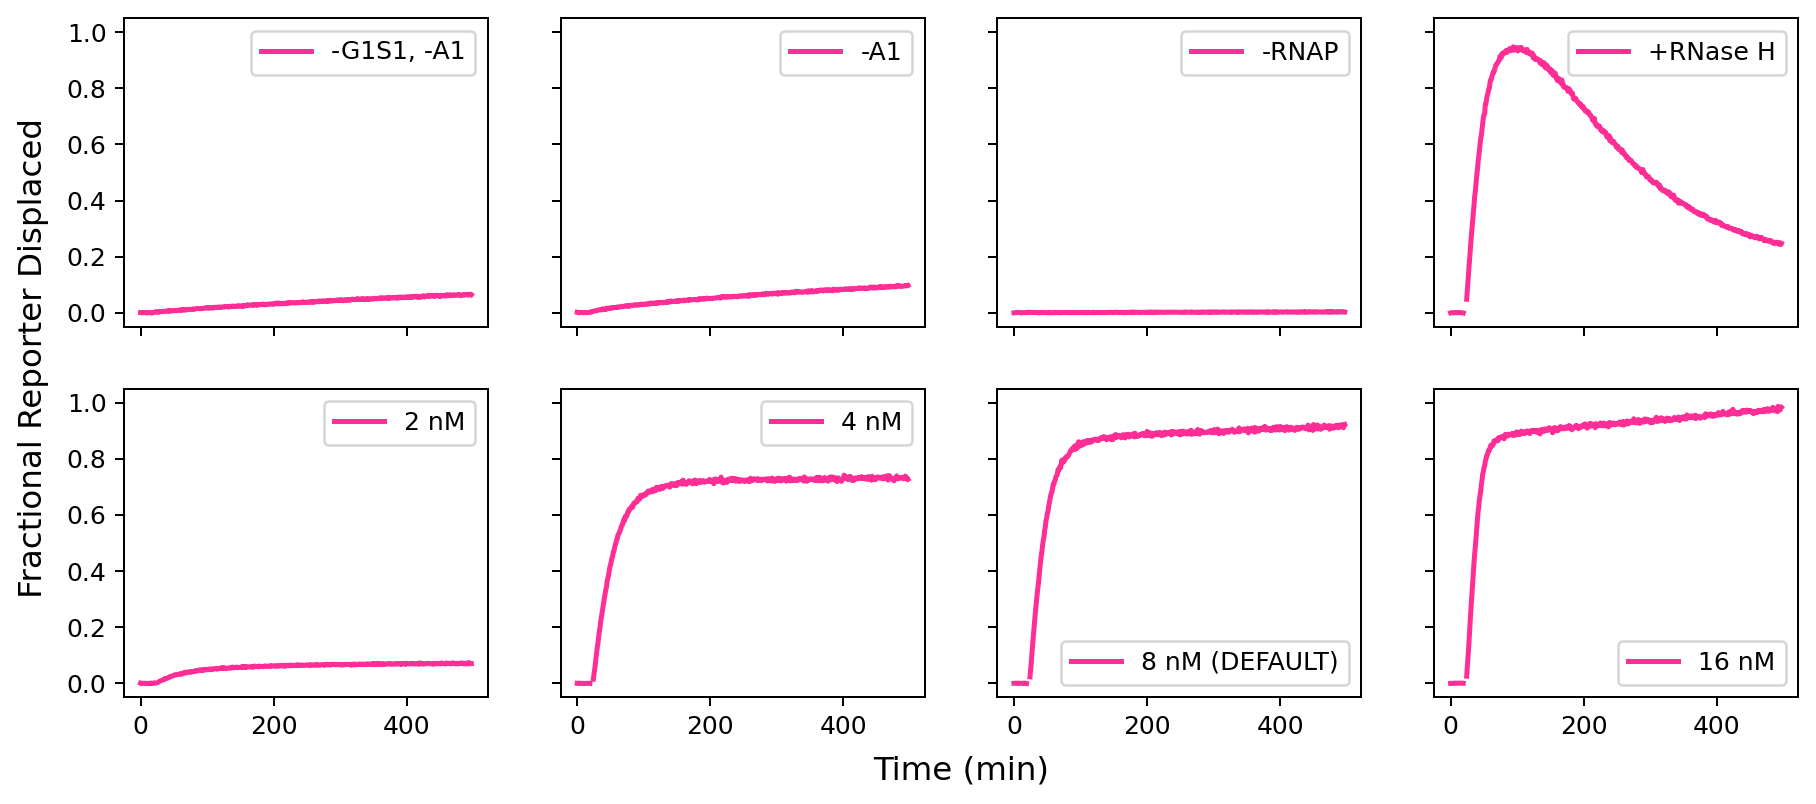 Fractional Reporter Displaced
1.0
0.8
0.6
0.4
0.2
0.0
-G1S1, -A1
-A1
-RNAP
+RNase H
1.0
0.8
0.6
0.4
0.2
0.0
2 nM
4 nM
8 nM (DEFAULT)
16 nM
0 200 400
0 200 400
0 200 400
0 200 400
Time (min)